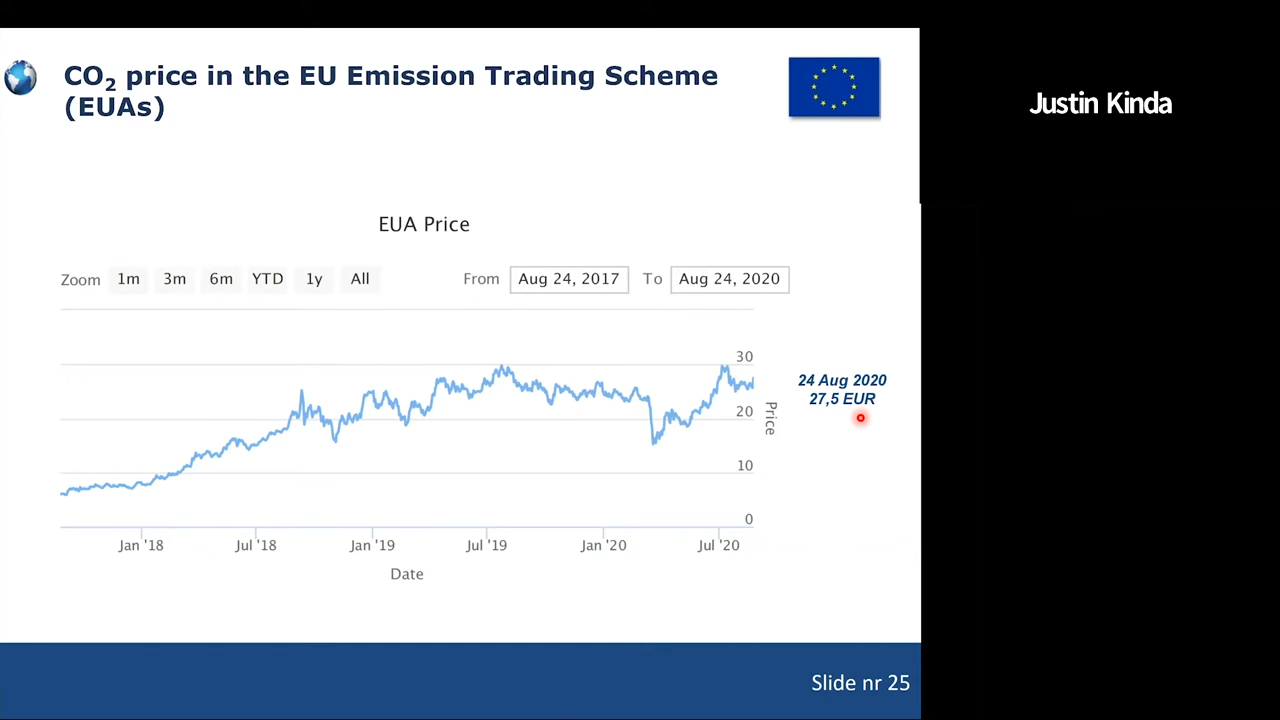 CO2 price in the EU Emission Trading Scheme
(EUAs)
Justin Kinda
EUA Price
Zoom 1m 3m 6m YTD 1y All From Aug 24, 2017 To Aug 24, 2020
30
20
10
0
Price
24 Aug 2020
27,5 EUR
Jan '18 Jul '18 Jan '19 Jul '19 Jan '20 Jul '20
Date
Slide nr 25